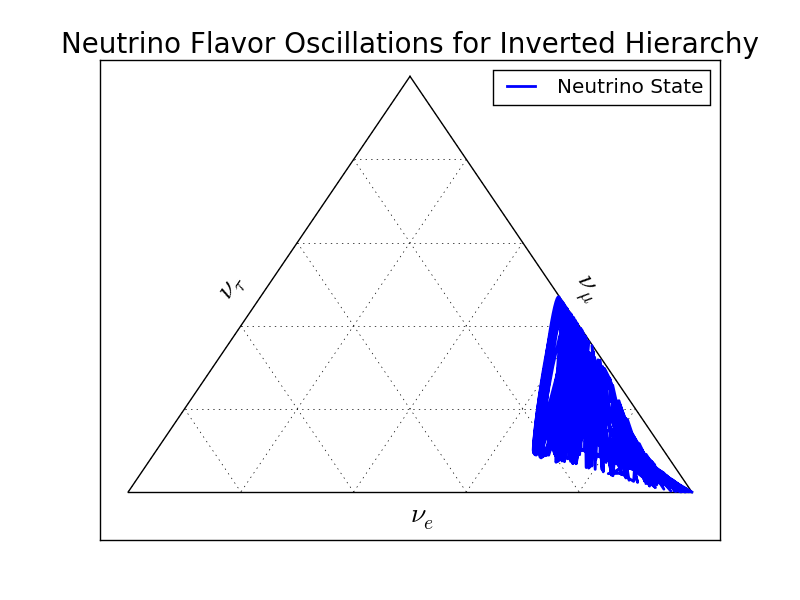 Neutrino Flavor Oscillations for Inverted Hierarchy
Neutrino State
ν_τ
ν_μ
ν_e